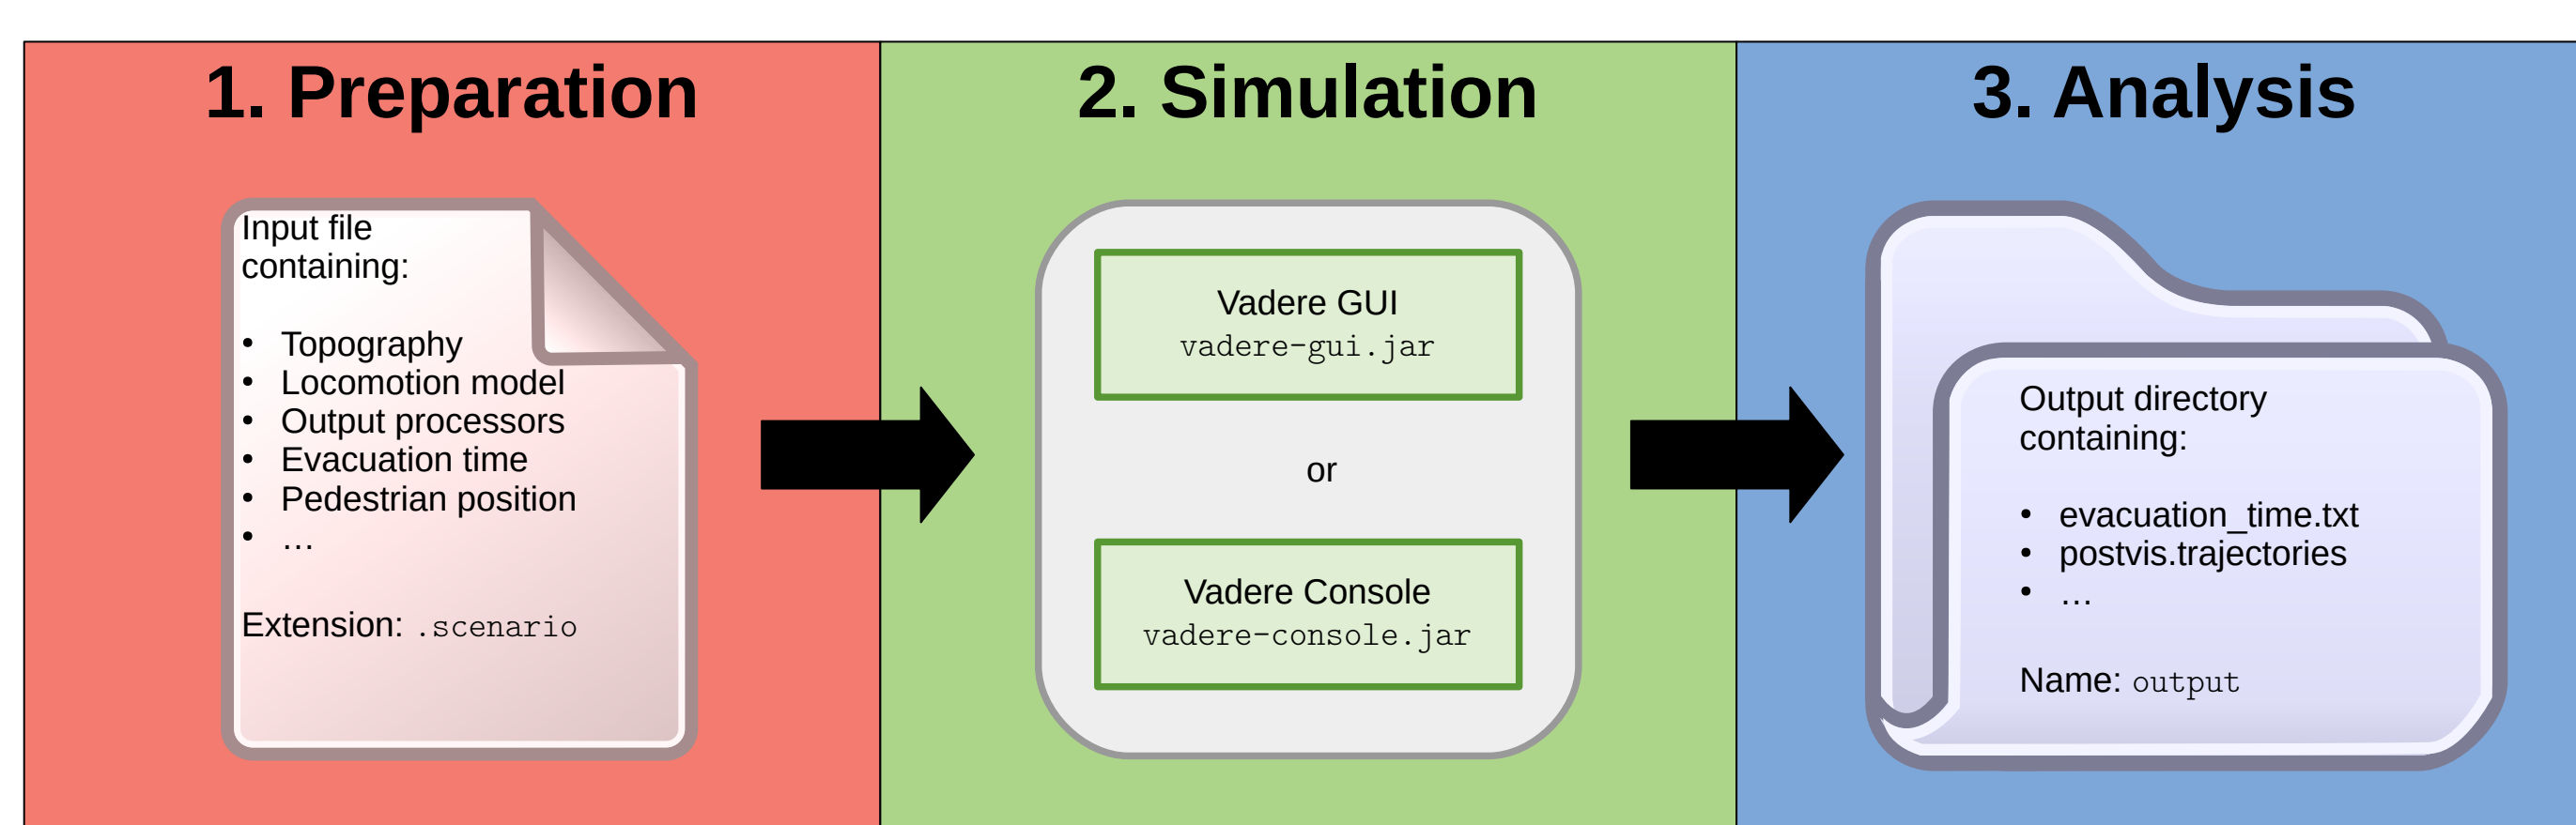 1. Preparation
Input file
containing:
• Topography
• Locomotion model
• Output processors
• Evacuation time
• Pedestrian position
• …
Extension: .scenario
2. Simulation
Vadere GUI
vadere-gui.jar
or
Vadere Console
vadere-console.jar
3. Analysis
Output directory
containing:
• evacuation_time.txt
• postvis.trajectories
• …
Name: output